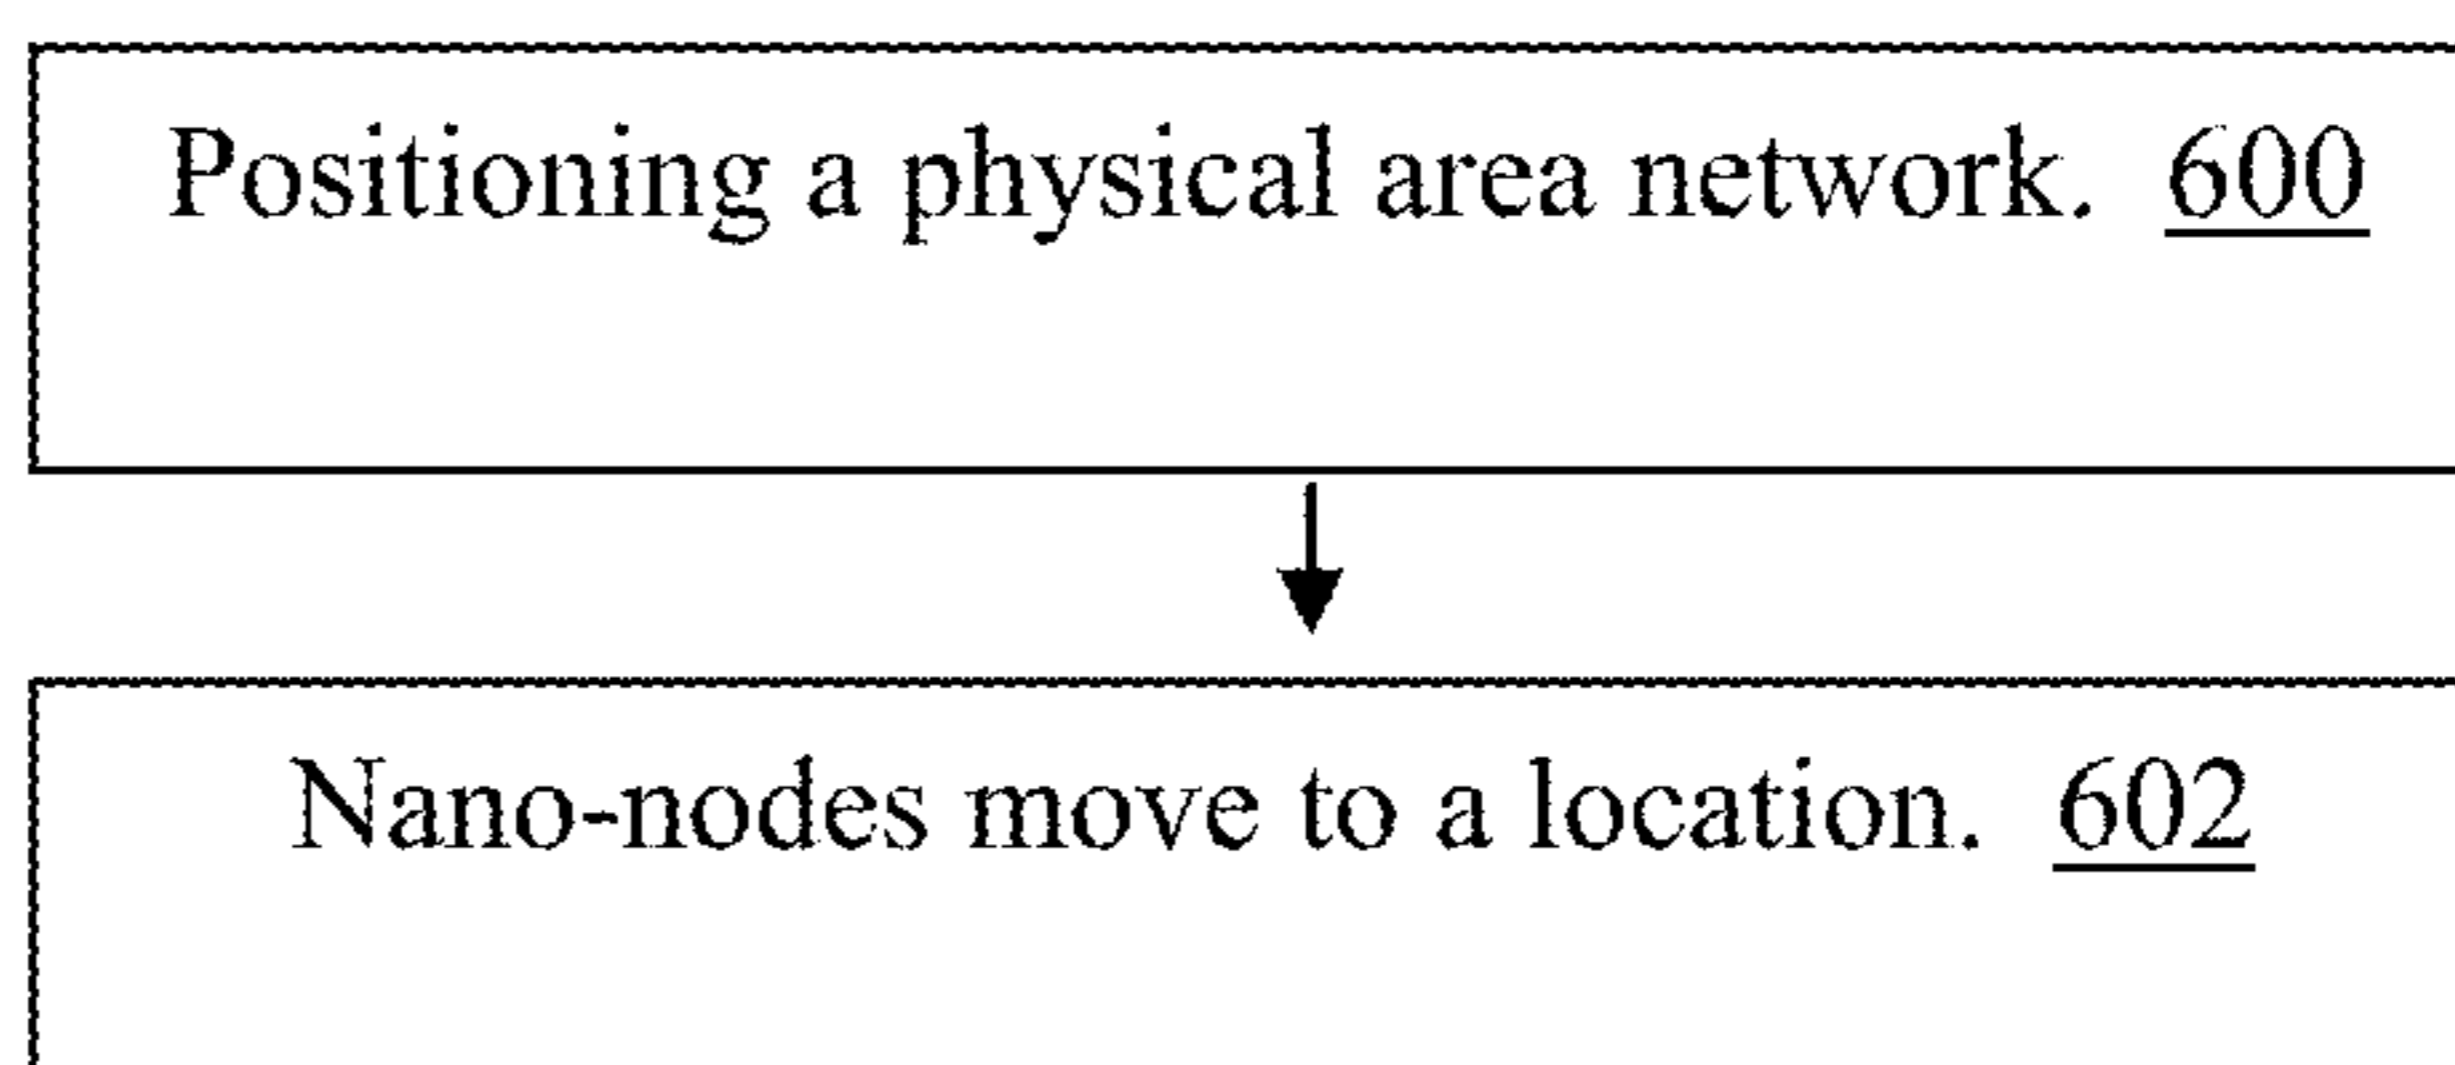 Positioning a physical area network. 600
Nano-nodes move to a location. 602